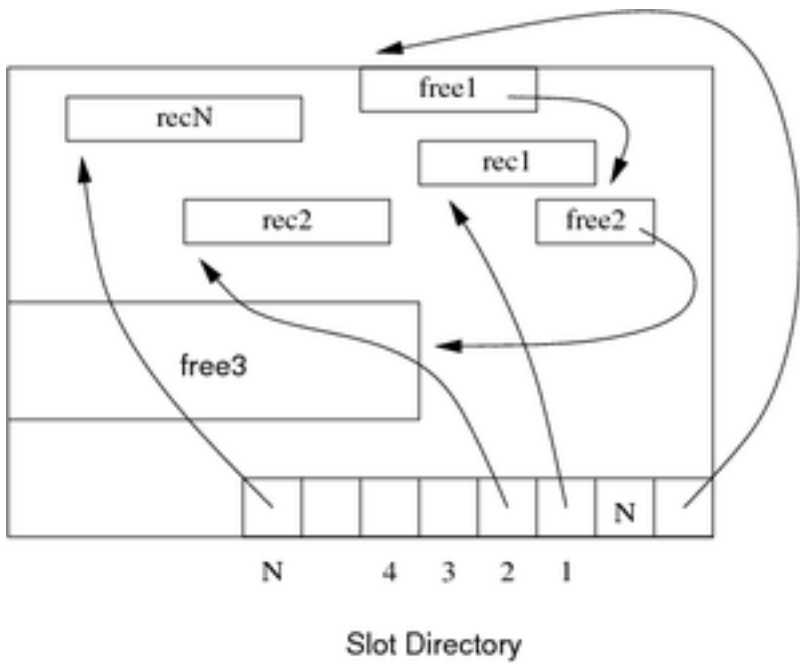 free1
recN
rec1
rec2
free2
free3
N
N 4 3 2 1
Slot Directory